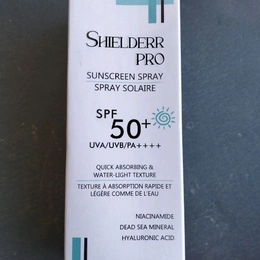 SHIELDERR
PRO
SUNSCREEN SPRAY
SPRAY SOLAIRE
SPF
50+
UVA/UVB/PA++++
QUICK ABSORBING &
WATER-LIGHT TEXTURE
TEXTURE À ABSORPTION RAPIDE ET
LÉGÈRE COMME DE L'EAU
NIACINAMIDE
DEAD SEA MINERAL
HYALURONIC ACID